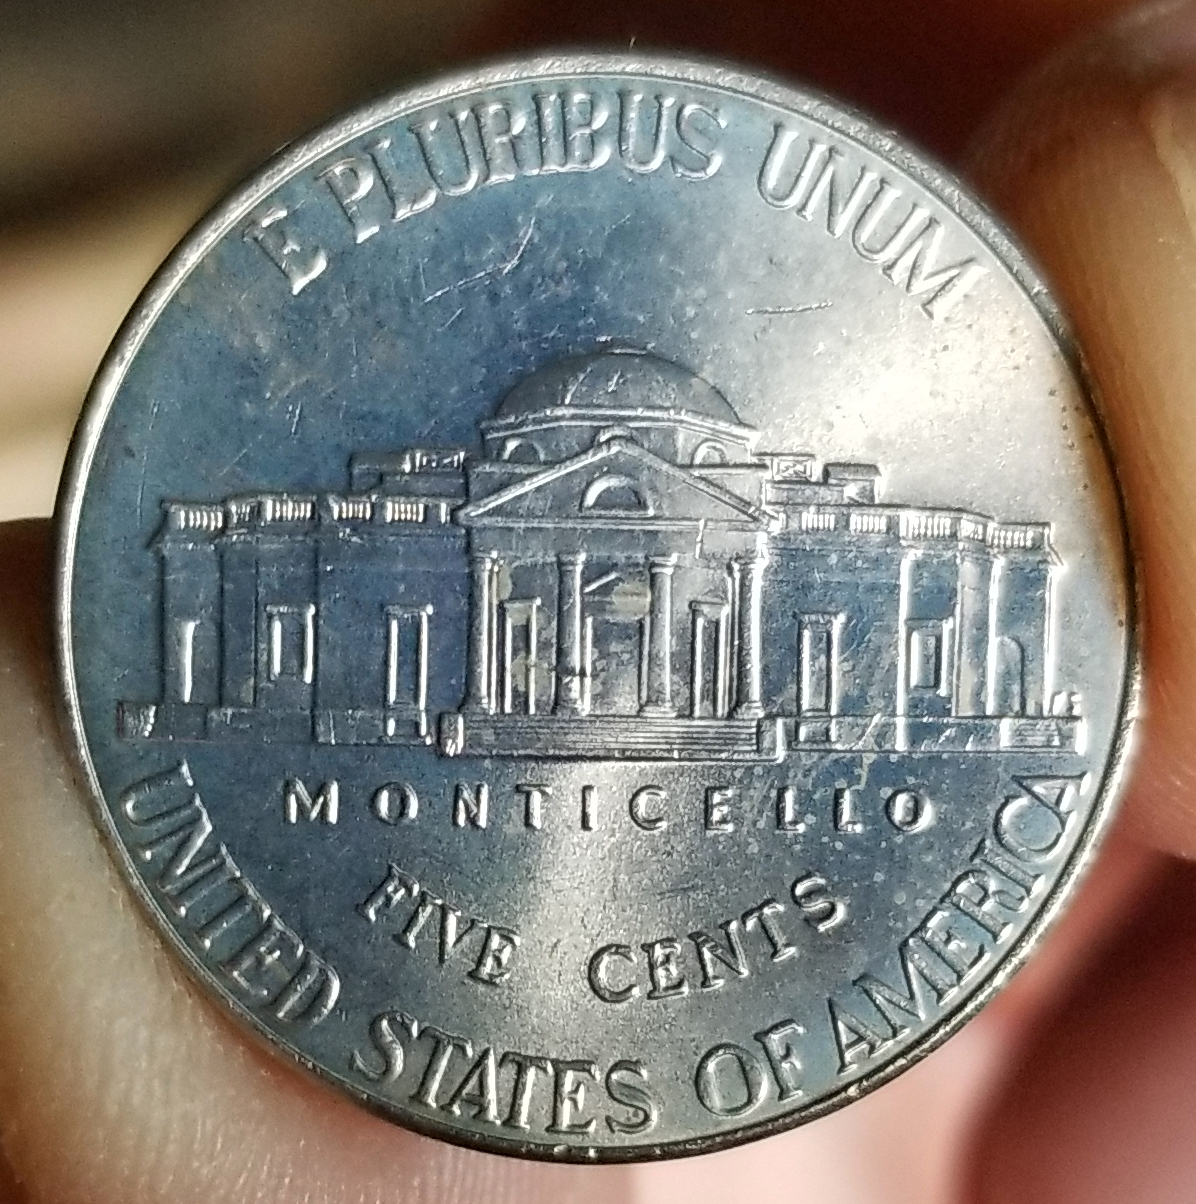 E PLURIBUS UNUM
MONTICELLO
FIVE CENTS
UNITED STATES OF AMERICA